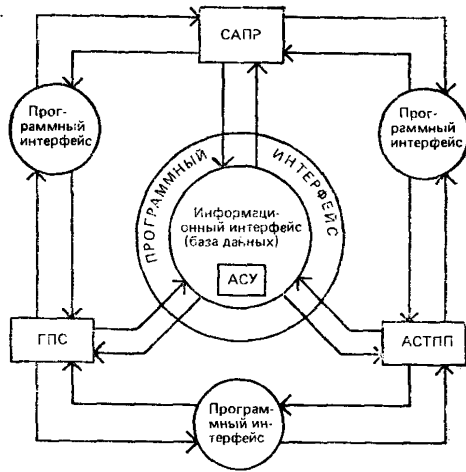 САПР
Прог-
раммный
интерфейс
Прог-
раммный
интерфейс
ПРОГРАММНЫЙ ИНТЕРФЕЙС
Информаци-
онный интерфейс
(база данных)
АСУ
ГПС
АСТПП
Програм-
мный ин-
терфейс